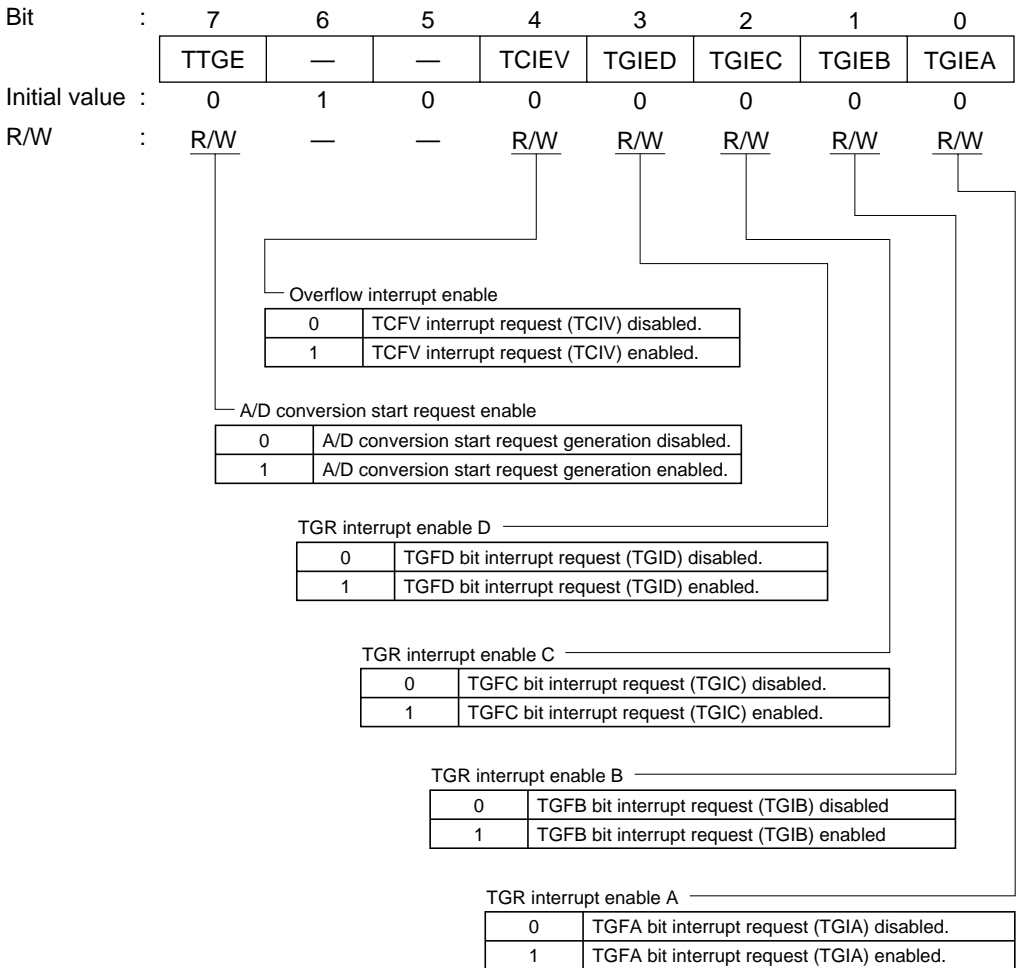 Bit : 7 6 5 4 3 2 1 0
TTGE — — TCIEV TGIED TGIEC TGIEB TGIEA
Initial value : 0 1 0 0 0 0 0 0
R/W : R/W — — R/W R/W R/W R/W R/W
Overflow interrupt enable
0 TCFV interrupt request (TCIV) disabled.
1 TCFV interrupt request (TCIV) enabled.
A/D conversion start request enable
0 A/D conversion start request generation disabled.
1 A/D conversion start request generation enabled.
TGR interrupt enable D
0 TGFD bit interrupt request (TGID) disabled.
1 TGFD bit interrupt request (TGID) enabled.
TGR interrupt enable C
0 TGFC bit interrupt request (TGIC) disabled.
1 TGFC bit interrupt request (TGIC) enabled.
TGR interrupt enable B
0 TGFB bit interrupt request (TGIB) disabled
1 TGFB bit interrupt request (TGIB) enabled
TGR interrupt enable A
0 TGFA bit interrupt request (TGIA) disabled.
1 TGFA bit interrupt request (TGIA) enabled.